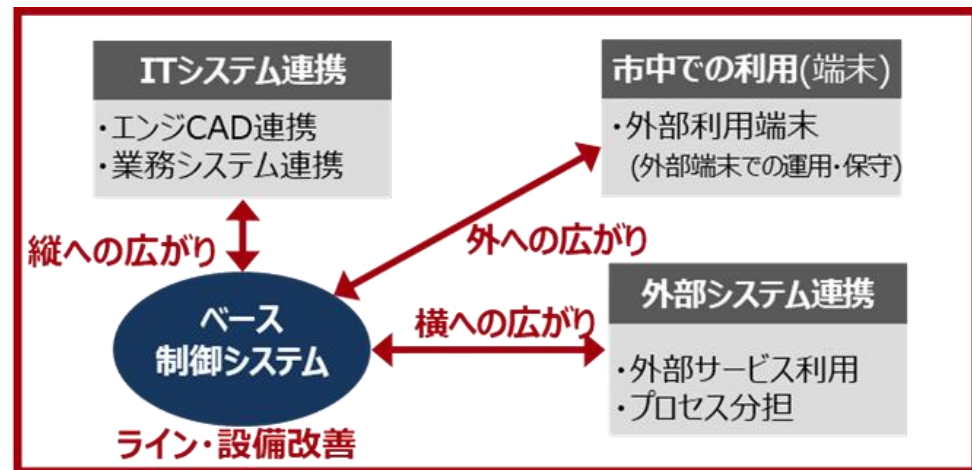 ITシステム連携
・エンジCAD連携
・業務システム連携
市中での利用(端末)
・外部利用端末
(外部端末での運用・保守)
縦への広がり
外への広がり
ベース
制御システム
横への広がり
外部システム連携
・外部サービス利用
・プロセス分担
ライン・設備改善